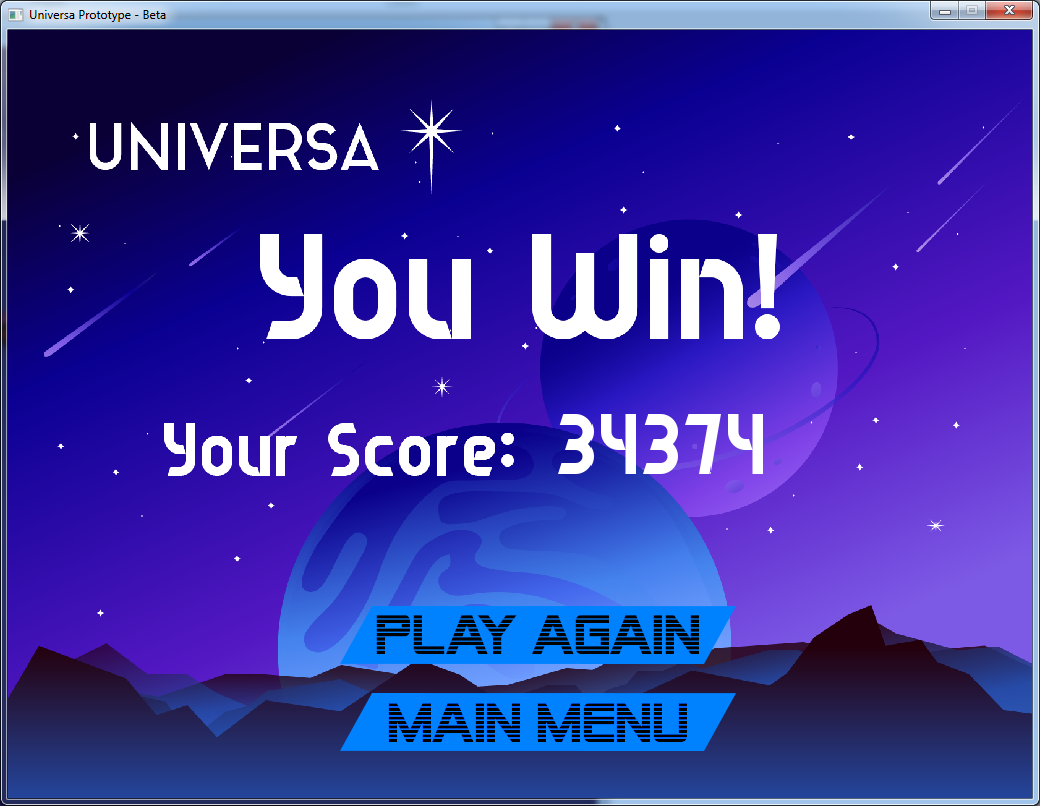 Universa Prototype - Beta
UNIVERSA
You Win!
Your Score: 34374
PLAY AGAIN
MAIN MENU